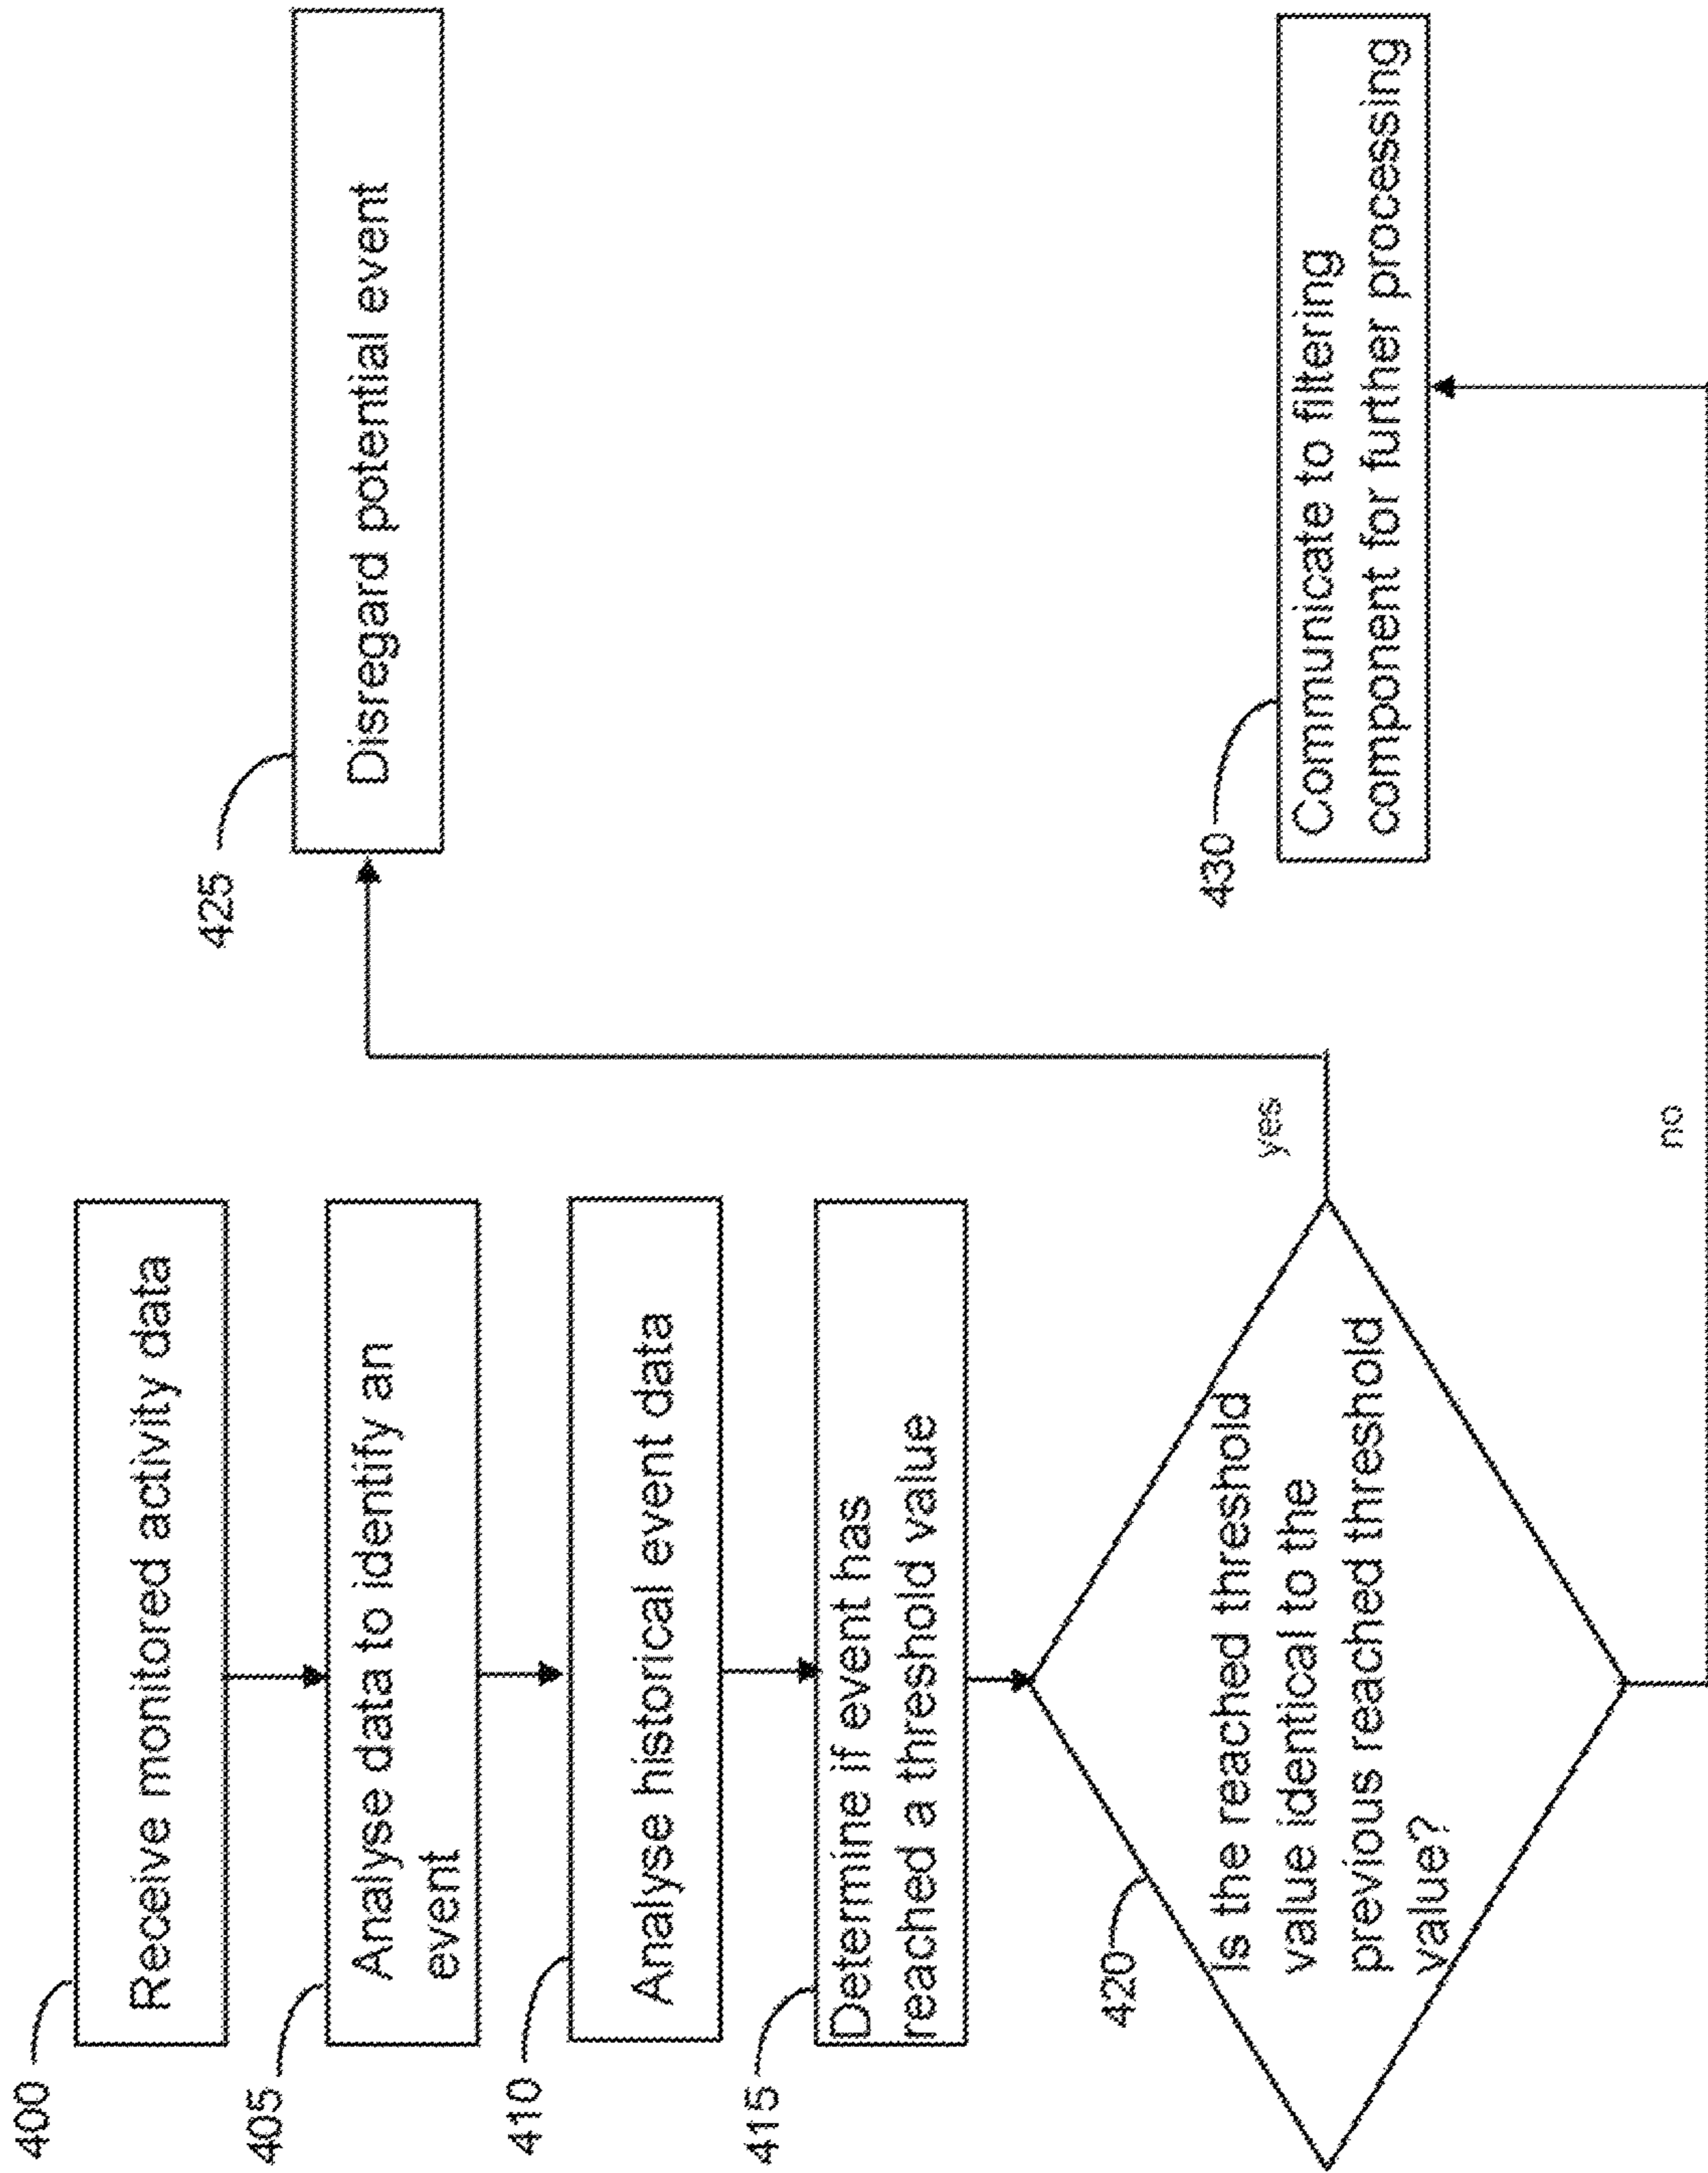 400
Receive monitored activity data
405
Analyse data to identify an
event
410
Analyse historical event data
415
Determine if event has
reached a threshold value
420
Is the reached threshold
value identical to the
previous reached threshold
value?
yes
no
425
Disregard potential event
430
Communicate to filtering
component for further processing